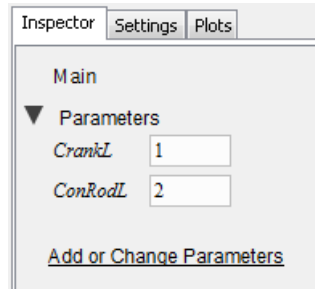 Inspector Settings Plots
Main
Parameters
CrankL 1
ConRodL 2
Add or Change Parameters